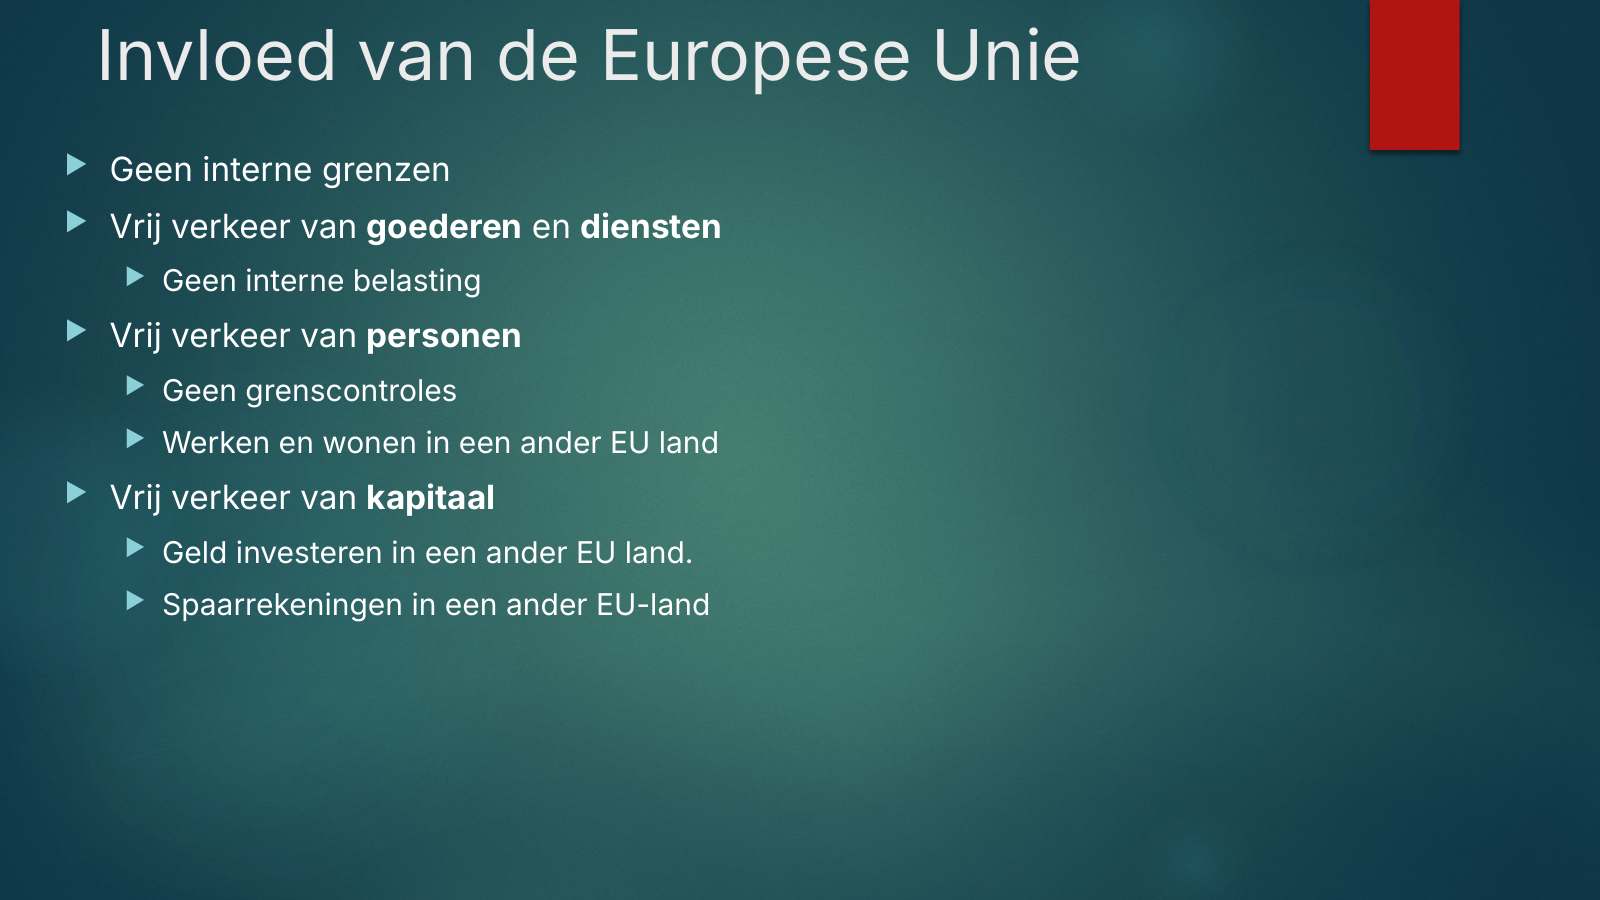 Invloed van de Europese Unie
Geen interne grenzen
Vrij verkeer van goederen en diensten
Geen interne belasting
Vrij verkeer van personen
Geen grenscontroles
Werken en wonen in een ander EU land
Vrij verkeer van kapitaal
Geld investeren in een ander EU land.
Spaarrekeningen in een ander EU-land